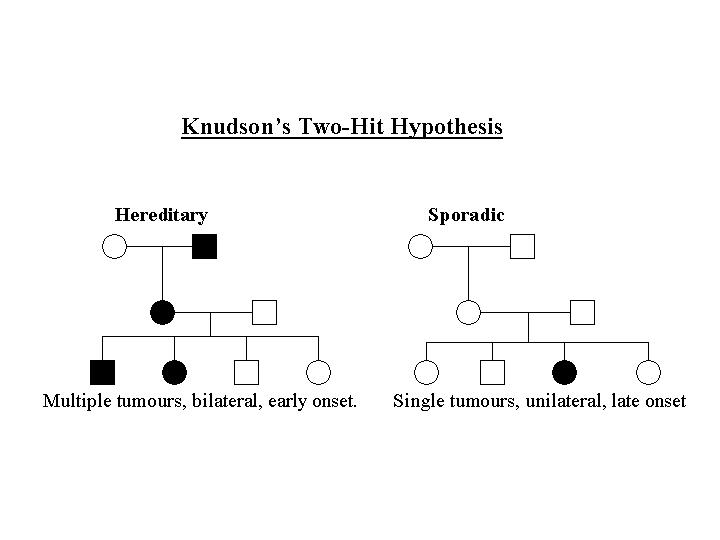 Knudson’s Two-Hit Hypothesis
Hereditary
Sporadic
Multiple tumours, bilateral, early onset.
Single tumours, unilateral, late onset